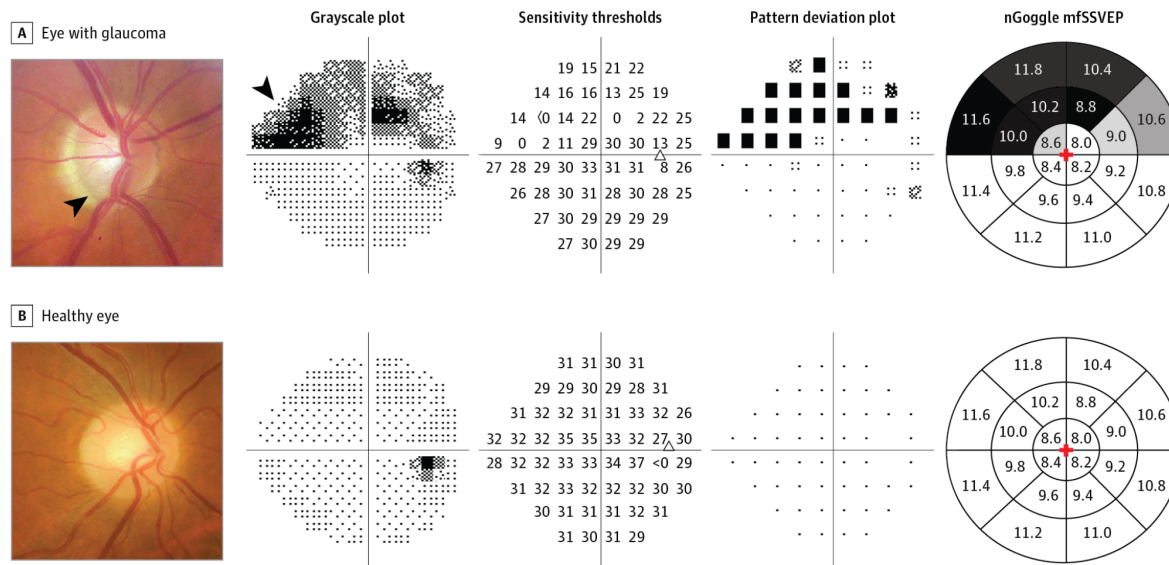 Grayscale plot Sensitivity thresholds Pattern deviation plot nGoggle mfSSVEP
A Eye with glaucoma
19 15 21 22
14 16 16 13 25 19
14 <0 14 22 0 2 22 25
9 0 2 11 29 30 30 13 25
27 28 29 30 33 31 31 8 26
26 28 30 31 28 30 28 25
27 30 29 29 29 29
27 30 29 29
11.8 10.4
11.6 10.2 8.8 10.6
10.0 8.6 8.0 9.0
9.8 8.4 8.2 9.2
11.4 9.6 9.4 10.8
11.2 11.0
B Healthy eye
31 31 30 31
29 29 30 29 28 31
31 32 32 31 31 33 32 26
32 32 32 35 35 33 32 27 30
28 32 32 33 33 34 37 <0 29
31 32 33 32 32 32 30 30
30 31 31 31 32 31
31 30 31 29
11.8 10.4
11.6 10.2 8.8 10.6
10.0 8.6 8.0 9.0
9.8 8.4 8.2 9.2
11.4 9.6 9.4 10.8
11.2 11.0